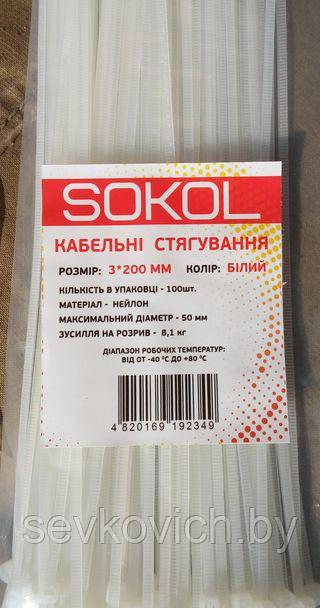 SOKOL
КАБЕЛЬНІ СТЯГУВАННЯ
РОЗМІР: 3*200 ММ КОЛІР: БІЛИЙ
КІЛЬКІСТЬ В УПАКОВЦІ - 100шт.
МАТЕРІАЛ - НЕЙЛОН
МАКСИМАЛЬНИЙ ДІАМЕТР - 50 мм
ЗУСИЛЛЯ НА РОЗРИВ - 8,1 кг
ДІАПАЗОН РОБОЧИХ ТЕМПЕРАТУР:
ВІД ОТ -40 °С ДО +80 °С
4 820169 192349
sevkovich.by